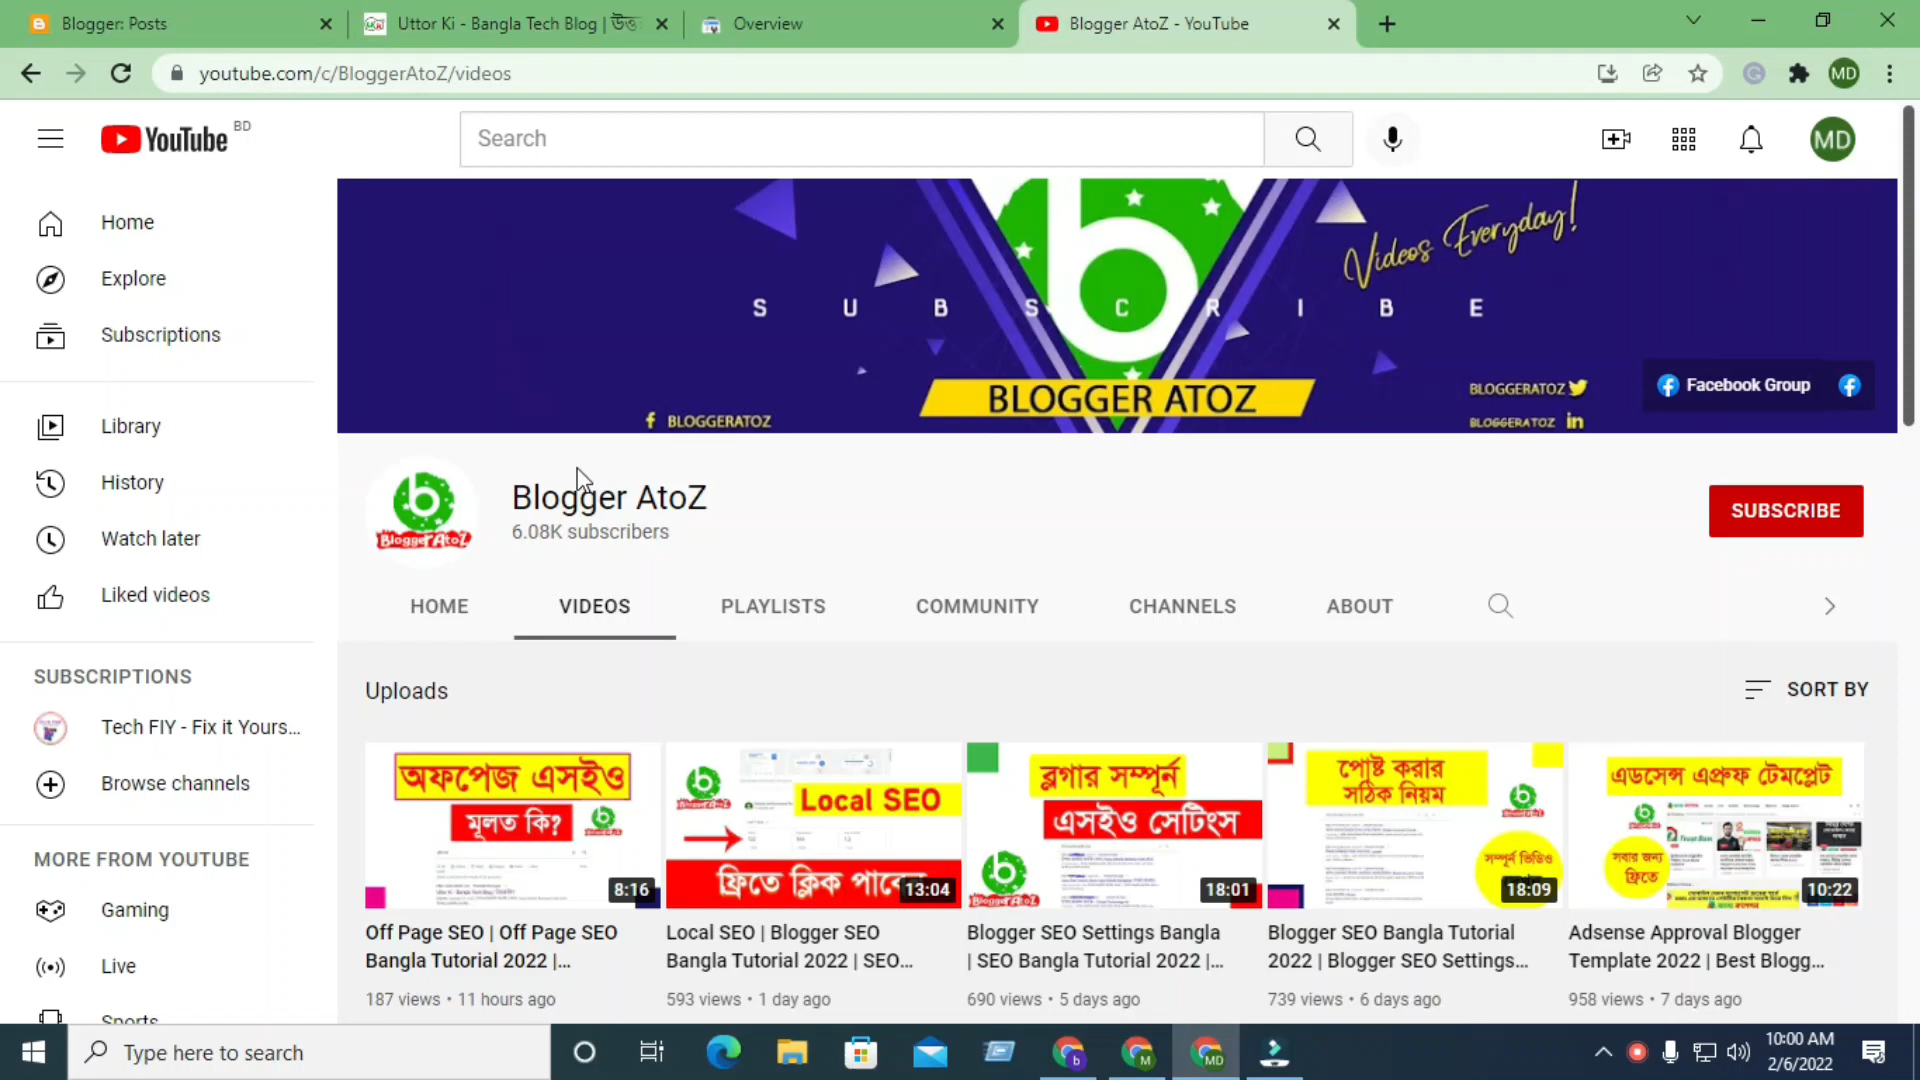 Blogger: Posts
Uttor Ki - Bangla Tech Blog | উত্ত
Overview
Blogger AtoZ - YouTube
youtube.com/c/BloggerAtoZ/videos
MD
YouTube BD
Search
MD
Home
Explore
Subscriptions
Library
History
Watch later
Liked videos
SUBSCRIPTIONS
Tech FIY - Fix it Yours...
Browse channels
MORE FROM YOUTUBE
Gaming
Live
Sports
Videos Everyday!
SUBSCRIBE
BLOGGER ATOZ
BLOGGERATOZ
BLOGGERATOZ
BLOGGERATOZ
Facebook Group
Blogger AtoZ
Blogger AtoZ
6.08K subscribers
SUBSCRIBE
HOME
VIDEOS
PLAYLISTS
COMMUNITY
CHANNELS
ABOUT
Uploads
SORT BY
অফপেজ এসইও
মূলত কি?
8:16
Off Page SEO | Off Page SEO
Bangla Tutorial 2022 |...
187 views • 11 hours ago
Local SEO
ফ্রিতে ক্লিক পাবেন
13:04
Local SEO | Blogger SEO
Bangla Tutorial 2022 | SEO...
593 views • 1 day ago
ব্লগার সম্পূর্ন
এসইও সেটিংস
BloggerAtoZ
18:01
Blogger SEO Settings Bangla
| SEO Bangla Tutorial 2022 |...
690 views • 5 days ago
পোষ্ট করার
সঠিক নিয়ম
সম্পূর্ন ভিডিও
18:09
Blogger SEO Bangla Tutorial
2022 | Blogger SEO Settings...
739 views • 6 days ago
এডসেন্স এপ্রুফ টেমপ্লেট
সবার জন্য
ফ্রিতে
10:22
Adsense Approval Blogger
Template 2022 | Best Blogg...
958 views • 7 days ago
Type here to search
10:00 AM
2/6/2022